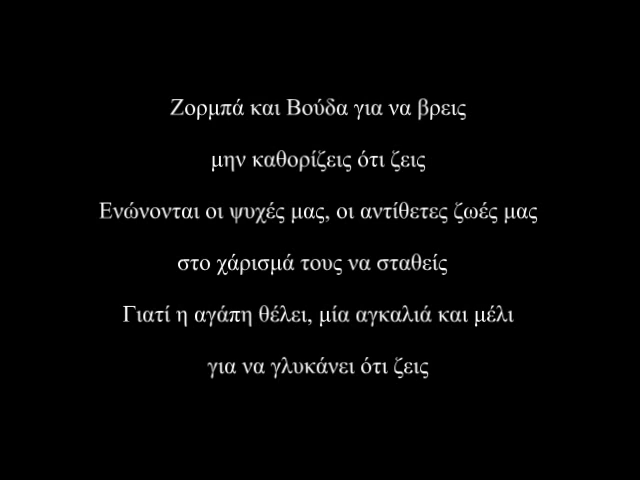 Ζορμπά και Βούδα για να βρεις
μην καθορίζεις ότι ζεις
Ενώνονται οι ψυχές μας, οι αντίθετες ζωές μας
στο χάρισμά τους να σταθείς
Γιατί η αγάπη θέλει, μία αγκαλιά και μέλι
για να γλυκάνει ότι ζεις